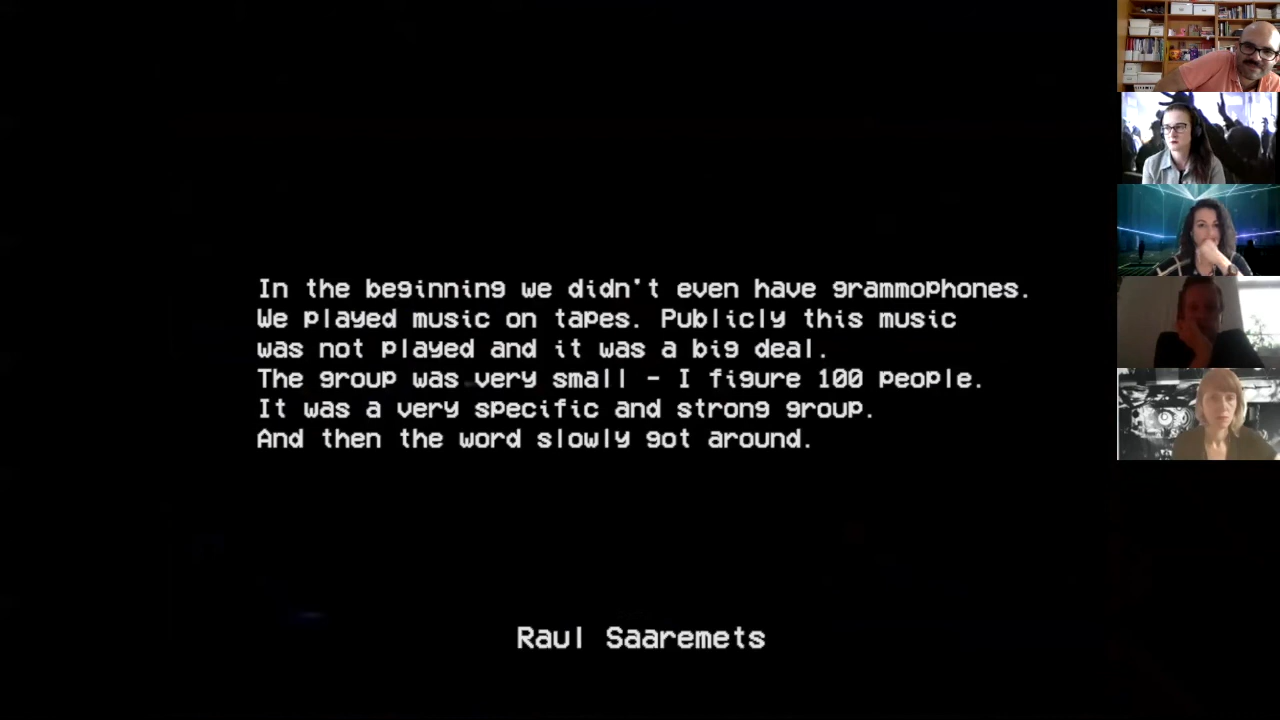 In the beginning we didn't even have grammophones.
We played music on tapes. Publicly this music
was not played and it was a big deal.
The group was very small - I figure 100 people.
It was a very specific and strong group.
And then the word slowly got around.
Raul Saaremets